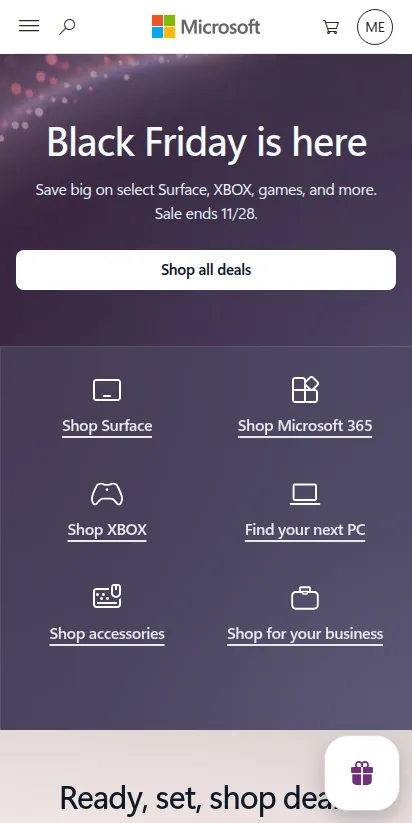 Microsoft
ME
Black Friday is here
Save big on select Surface, XBOX, games, and more.
Sale ends 11/28.
Shop all deals
Shop Surface
Shop Microsoft 365
Shop XBOX
Find your next PC
Shop accessories
Shop for your business
Ready, set, shop